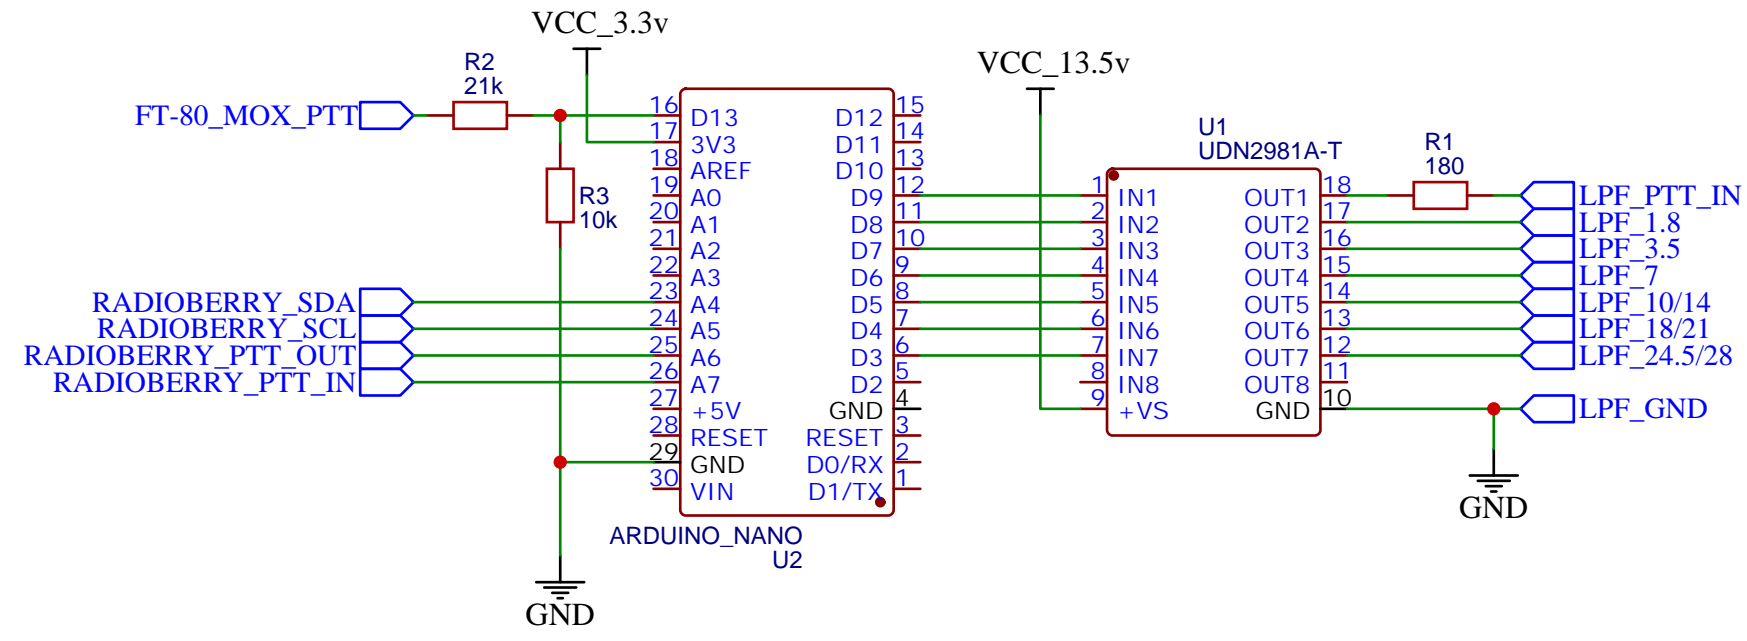 VCC_3.3v
VCC_13.5v
R2
21k
FT-80_MOX_PTT
R3
10k
RADIOBERRY_SDA
RADIOBERRY_SCL
RADIOBERRY_PTT_OUT
RADIOBERRY_PTT_IN
16 D13 D12 15
17 3V3 D11 14
18 AREF D10 13
19 A0 D9 12
20 A1 D8 11
21 A2 D7 10
22 A3 D6 9
23 A4 D5 8
24 A5 D4 7
25 A6 D3 6
26 A7 D2 5
27 +5V GND 4
28 RESET RESET 3
29 GND D0/RX 2
30 VIN D1/TX 1
ARDUINO_NANO
U2
GND
U1
UDN2981A-T
R1
180
1 IN1 OUT1 18 LPF_PTT_IN
2 IN2 OUT2 17 LPF_1.8
3 IN3 OUT3 16 LPF_3.5
4 IN4 OUT4 15 LPF_7
5 IN5 OUT5 14 LPF_10/14
6 IN6 OUT6 13 LPF_18/21
7 IN7 OUT7 12 LPF_24.5/28
8 IN8 OUT8 11
9 +VS GND 10 LPF_GND
GND